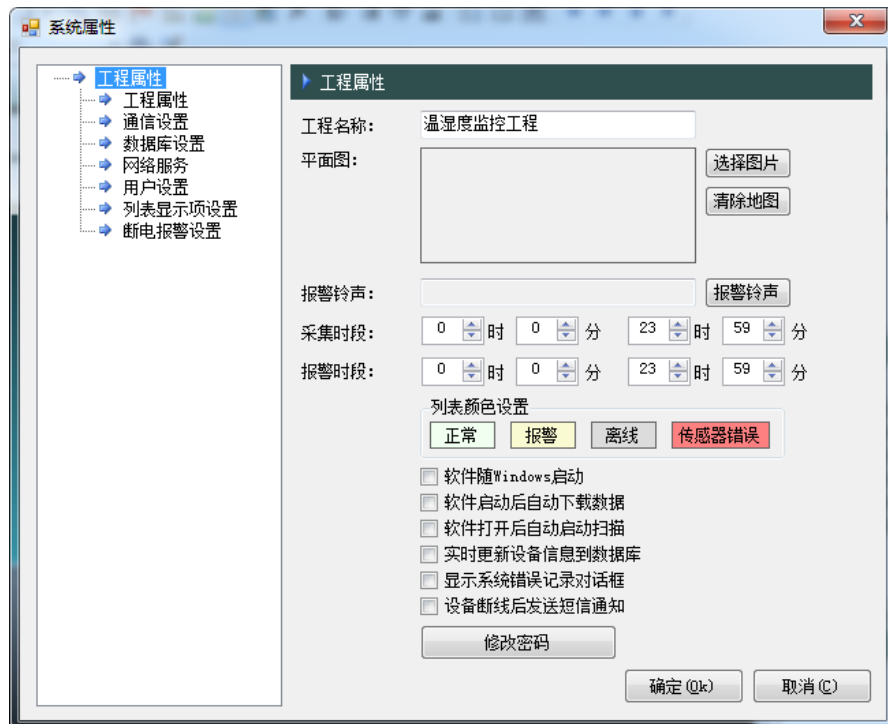 系统属性
工程属性
工程属性
通信设置
数据库设置
网络服务
用户设置
列表显示项设置
断电报警设置
工程属性
工程名称: 温湿度监控工程
平面图: 选择图片
清除地图
报警铃声: 报警铃声
采集时段: 0 时 0 分 23 时 59 分
报警时段: 0 时 0 分 23 时 59 分
列表颜色设置
正常 报警 离线 传感器错误
软件随Windows启动
软件启动后自动下载数据
软件打开后自动启动扫描
实时更新设备信息到数据库
显示系统错误记录对话框
设备断线后发送短信通知
修改密码
确定(Ok) 取消(C)